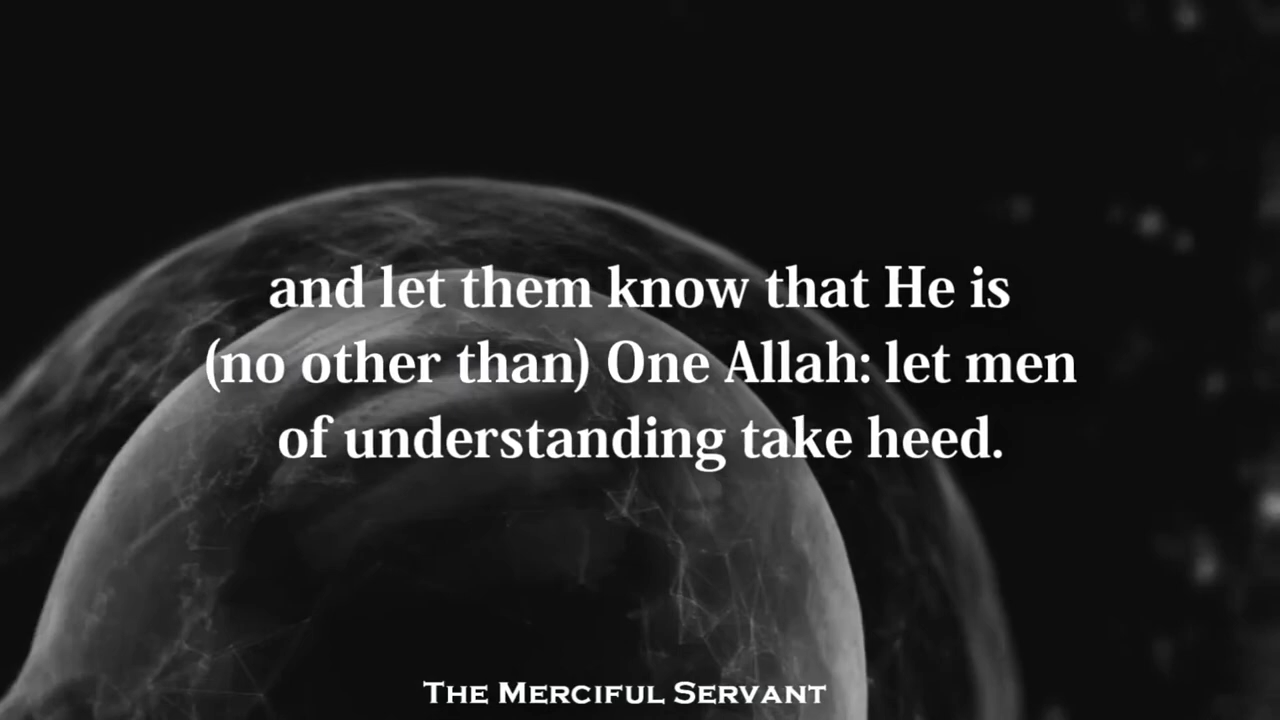 and let them know that He is
(no other than) One Allah: let men
of understanding take heed.
The Merciful Servant